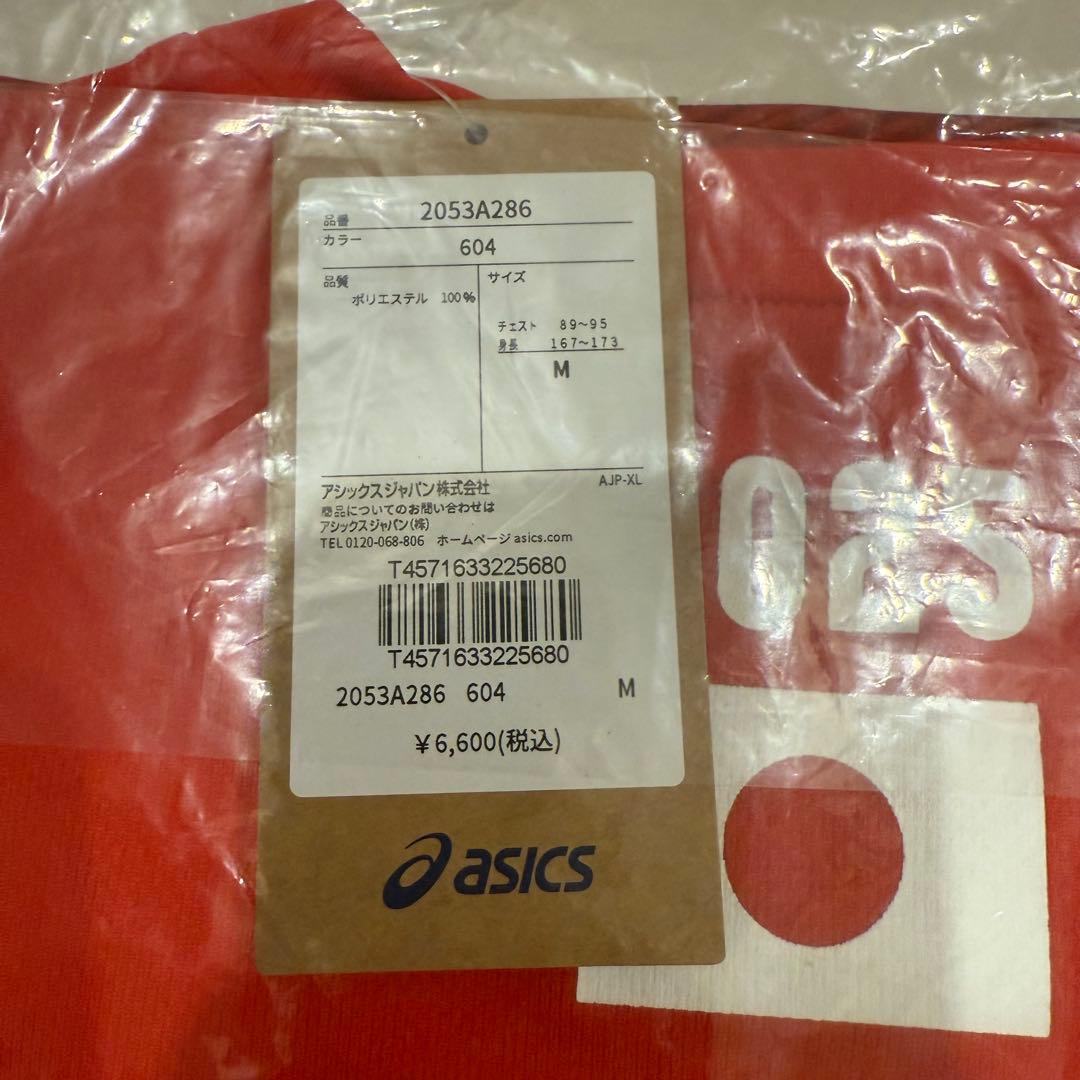 品番 2053A286
カラー 604
品質
ポリエステル 100%
サイズ
チェスト 89~95
身長 167~173
M
アシックスジャパン株式会社 AJP-XL
商品についてのお問い合わせは
アシックスジャパン(株)
TEL 0120-068-806 ホームページ asics.com
T4571633225680
T4571633225680
2053A286 604 M
¥6,600(税込)
asics